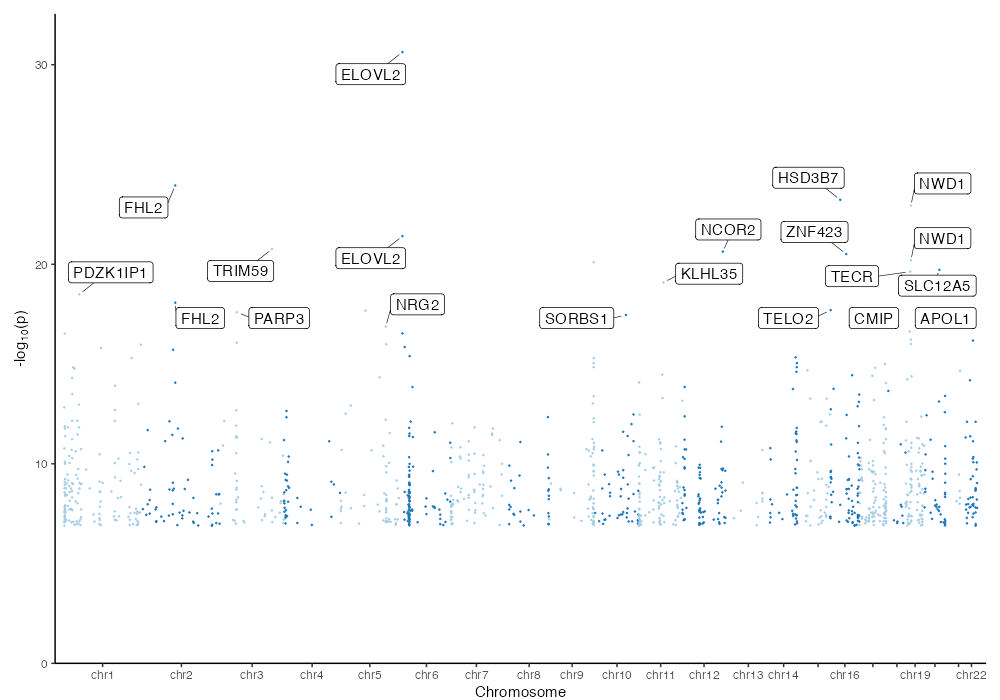 30
ELOVL2
HSD3B7
NWD1
FHL2
NCOR2
ZNF423
NWD1
ELOVL2
20
PDZK1IP1
TRIM59
KLHL35
TECR
SLC12A5
NRG2
FHL2
PARP3
SORBS1
TELO2
CMIP
APOL1
-log10(p)
10
0
chr1 chr2 chr3 chr4 chr5 chr6 chr7 chr8 chr9 chr10 chr11 chr12 chr13 chr14 chr16 chr19 chr22
Chromosome